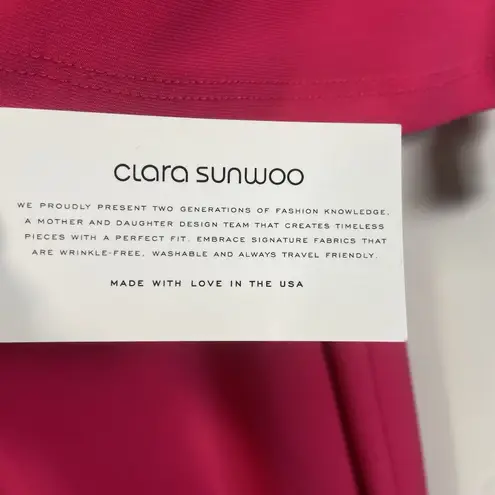 clara sunwoo
WE PROUDLY PRESENT TWO GENERATIONS OF FASHION KNOWLEDGE,
A MOTHER AND DAUGHTER DESIGN TEAM THAT CREATES TIMELESS
PIECES WITH A PERFECT FIT. EMBRACE SIGNATURE FABRICS THAT
ARE WRINKLE-FREE, WASHABLE AND ALWAYS TRAVEL FRIENDLY.
MADE WITH LOVE IN THE USA